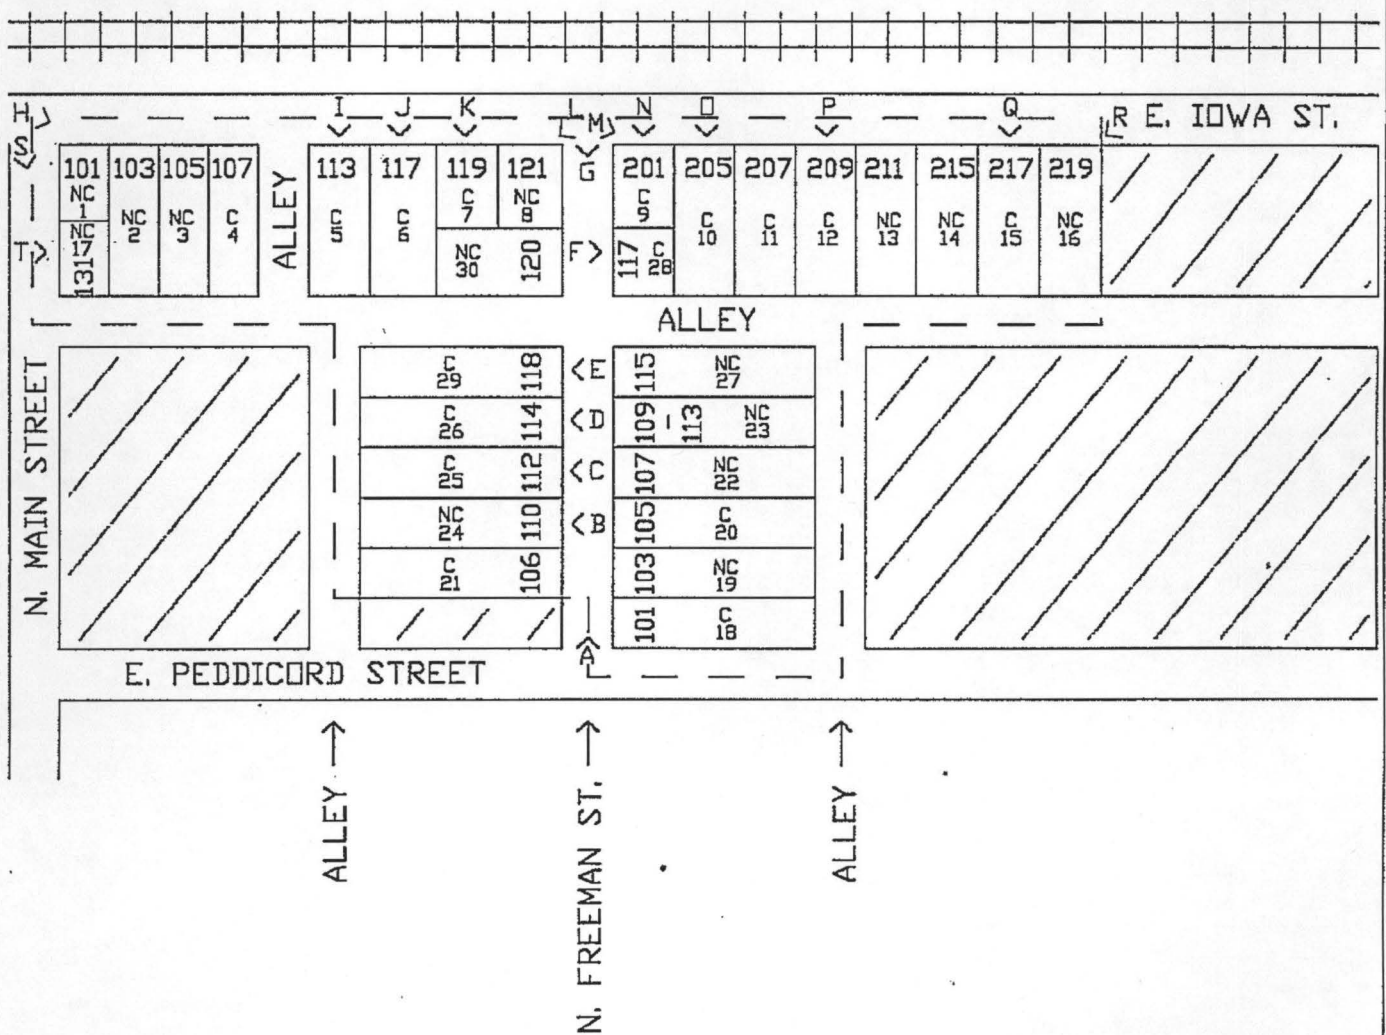 H I J K L M N O P Q R E. IOWA ST.
S
101 103 105 107 113 117 119 121 G 201 205 207 209 211 215 217 219
NC 1 NC 2 NC 3 C 4 ALLEY C 5 C 6 C 7 NC 8 C 9 C 10 C 11 C 12 NC 13 NC 14 C 15 NC 16
T NC 17 131 NC 30 120 F 117 C 28
ALLEY
C 29 118 E 115 NC 27
C 26 114 D 109 - 113 NC 23
C 25 112 C 107 NC 22
NC 24 110 B 105 C 20
C 21 106 103 NC 19
101 C 18
A
N. MAIN STREET
E. PEDDICORD STREET
ALLEY
N. FREEMAN ST.
ALLEY